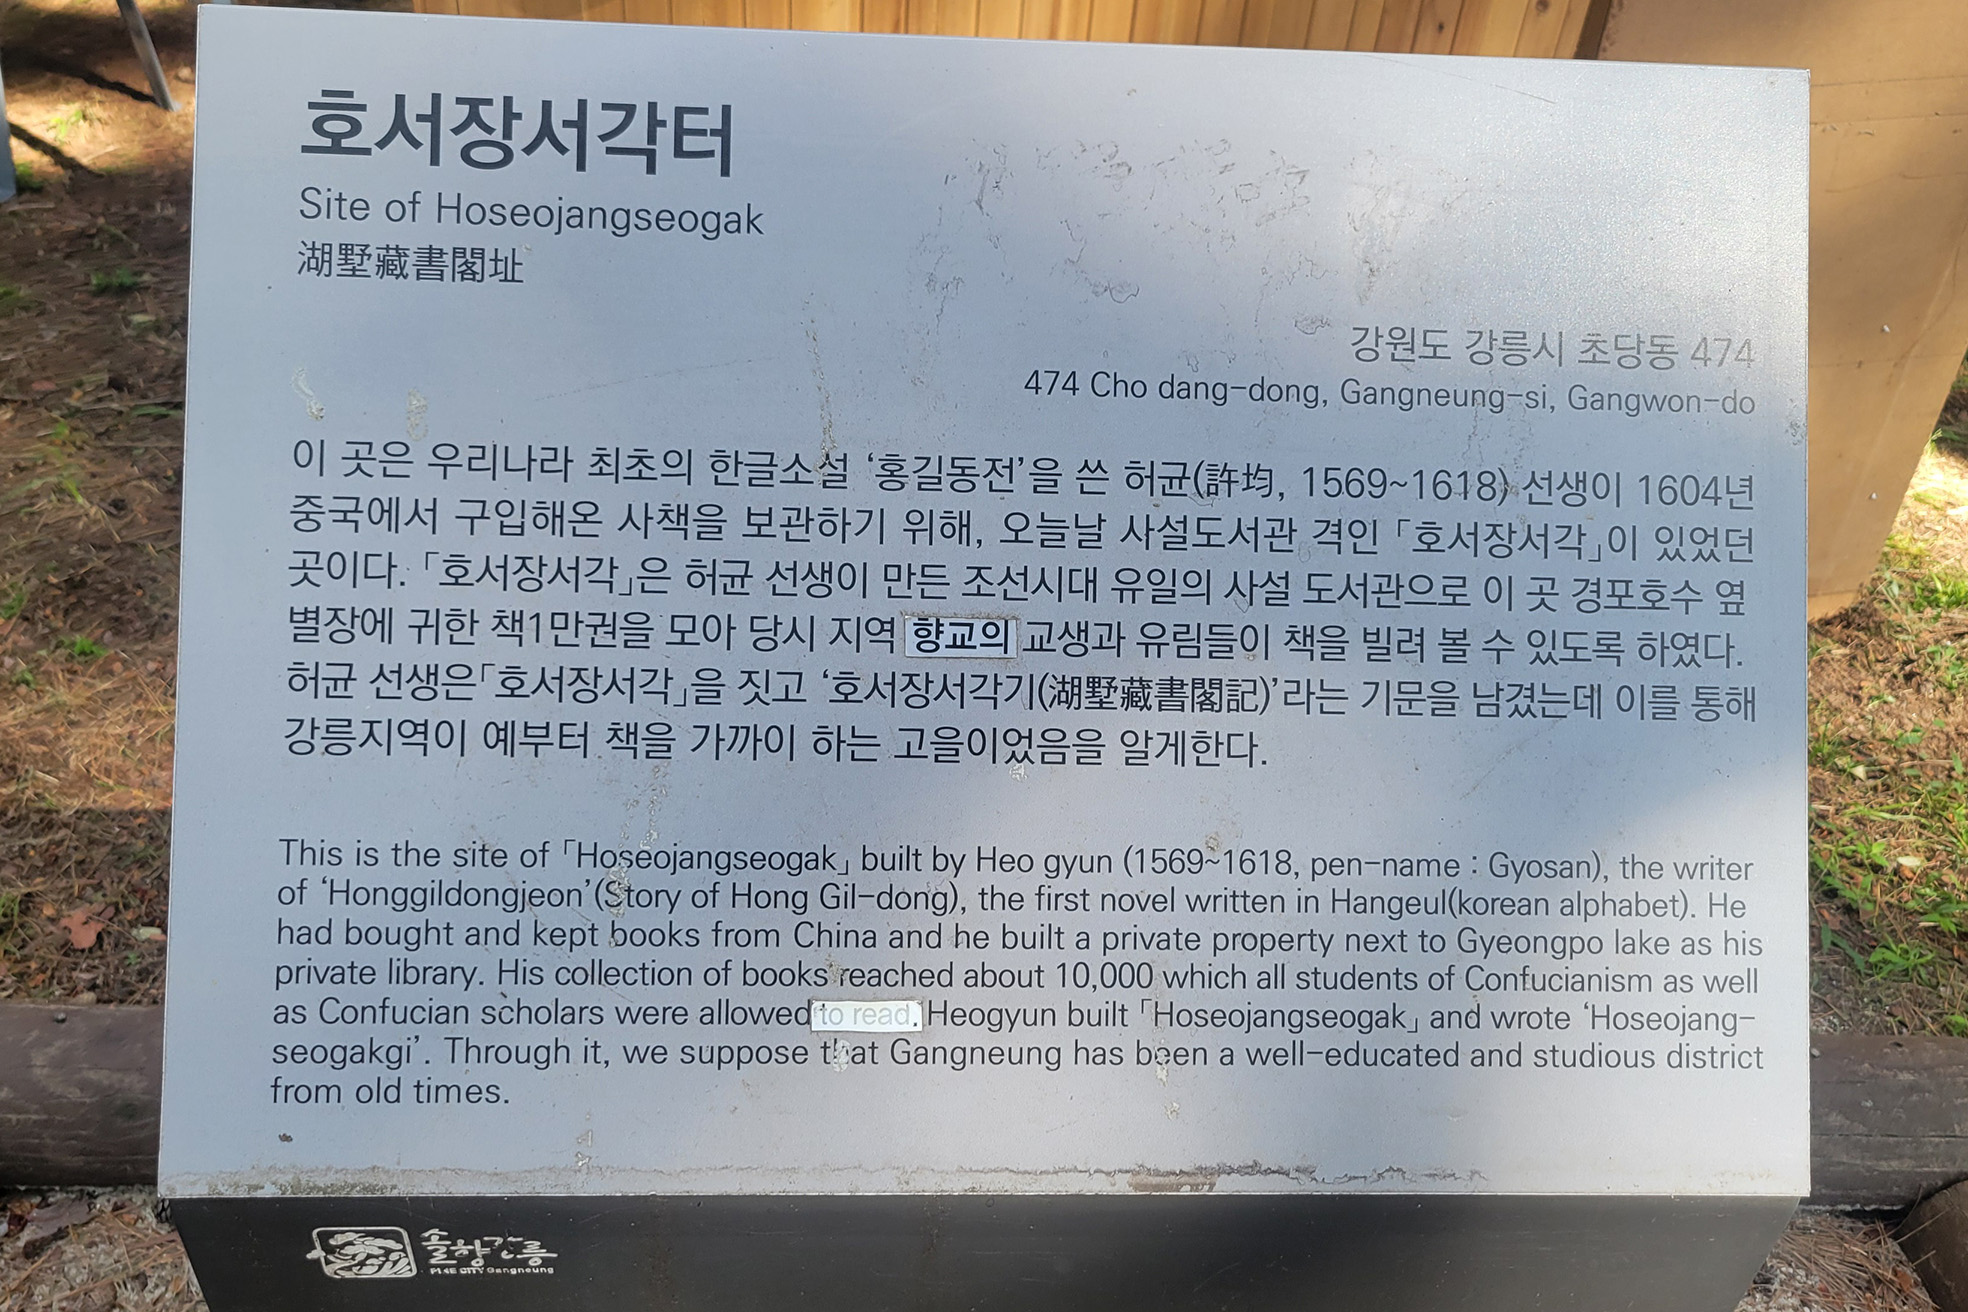 호서장서각터
Site of Hoseojangseogak
湖墅藏書閣址
강원도 강릉시 초당동 474
474 Cho dang-dong, Gangneung-si, Gangwon-do
이 곳은 우리나라 최초의 한글소설 ‘홍길동전’을 쓴 허균(許均, 1569~1618) 선생이 1604년
중국에서 구입해온 사책을 보관하기 위해, 오늘날 사설도서관 격인 「호서장서각」이 있었던
곳이다. 「호서장서각」은 허균 선생이 만든 조선시대 유일의 사설 도서관으로 이 곳 경포호수 옆
별장에 귀한 책1만권을 모아 당시 지역 향교의 교생과 유림들이 책을 빌려 볼 수 있도록 하였다.
허균 선생은「호서장서각」을 짓고 ‘호서장서각기(湖墅藏書閣記)’라는 기문을 남겼는데 이를 통해
강릉지역이 예부터 책을 가까이 하는 고을이었음을 알게한다.
This is the site of 「Hoseojangseogak」 built by Heo gyun (1569~1618, pen-name : Gyosan), the writer
of ‘Honggildongjeon’(Story of Hong Gil-dong), the first novel written in Hangeul(korean alphabet). He
had bought and kept books from China and he built a private property next to Gyeongpo lake as his
private library. His collection of books reached about 10,000 which all students of Confucianism as well
as Confucian scholars were allowed to read. Heogyun built 「Hoseojangseogak」 and wrote ‘Hoseojang-
seogakgi’. Through it, we suppose that Gangneung has been a well-educated and studious district
from old times.
솔향강릉
PINE CITY Gangneung